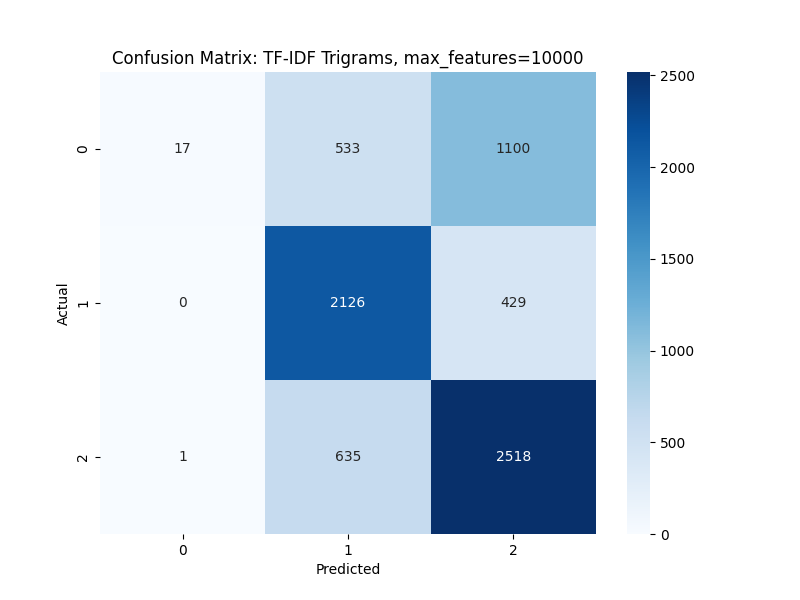 Confusion Matrix: TF-IDF Trigrams, max_features=10000
0 17 533 1100
1 0 2126 429
2 1 635 2518
0 1 2
Predicted
Actual
2500
2000
1500
1000
500
0